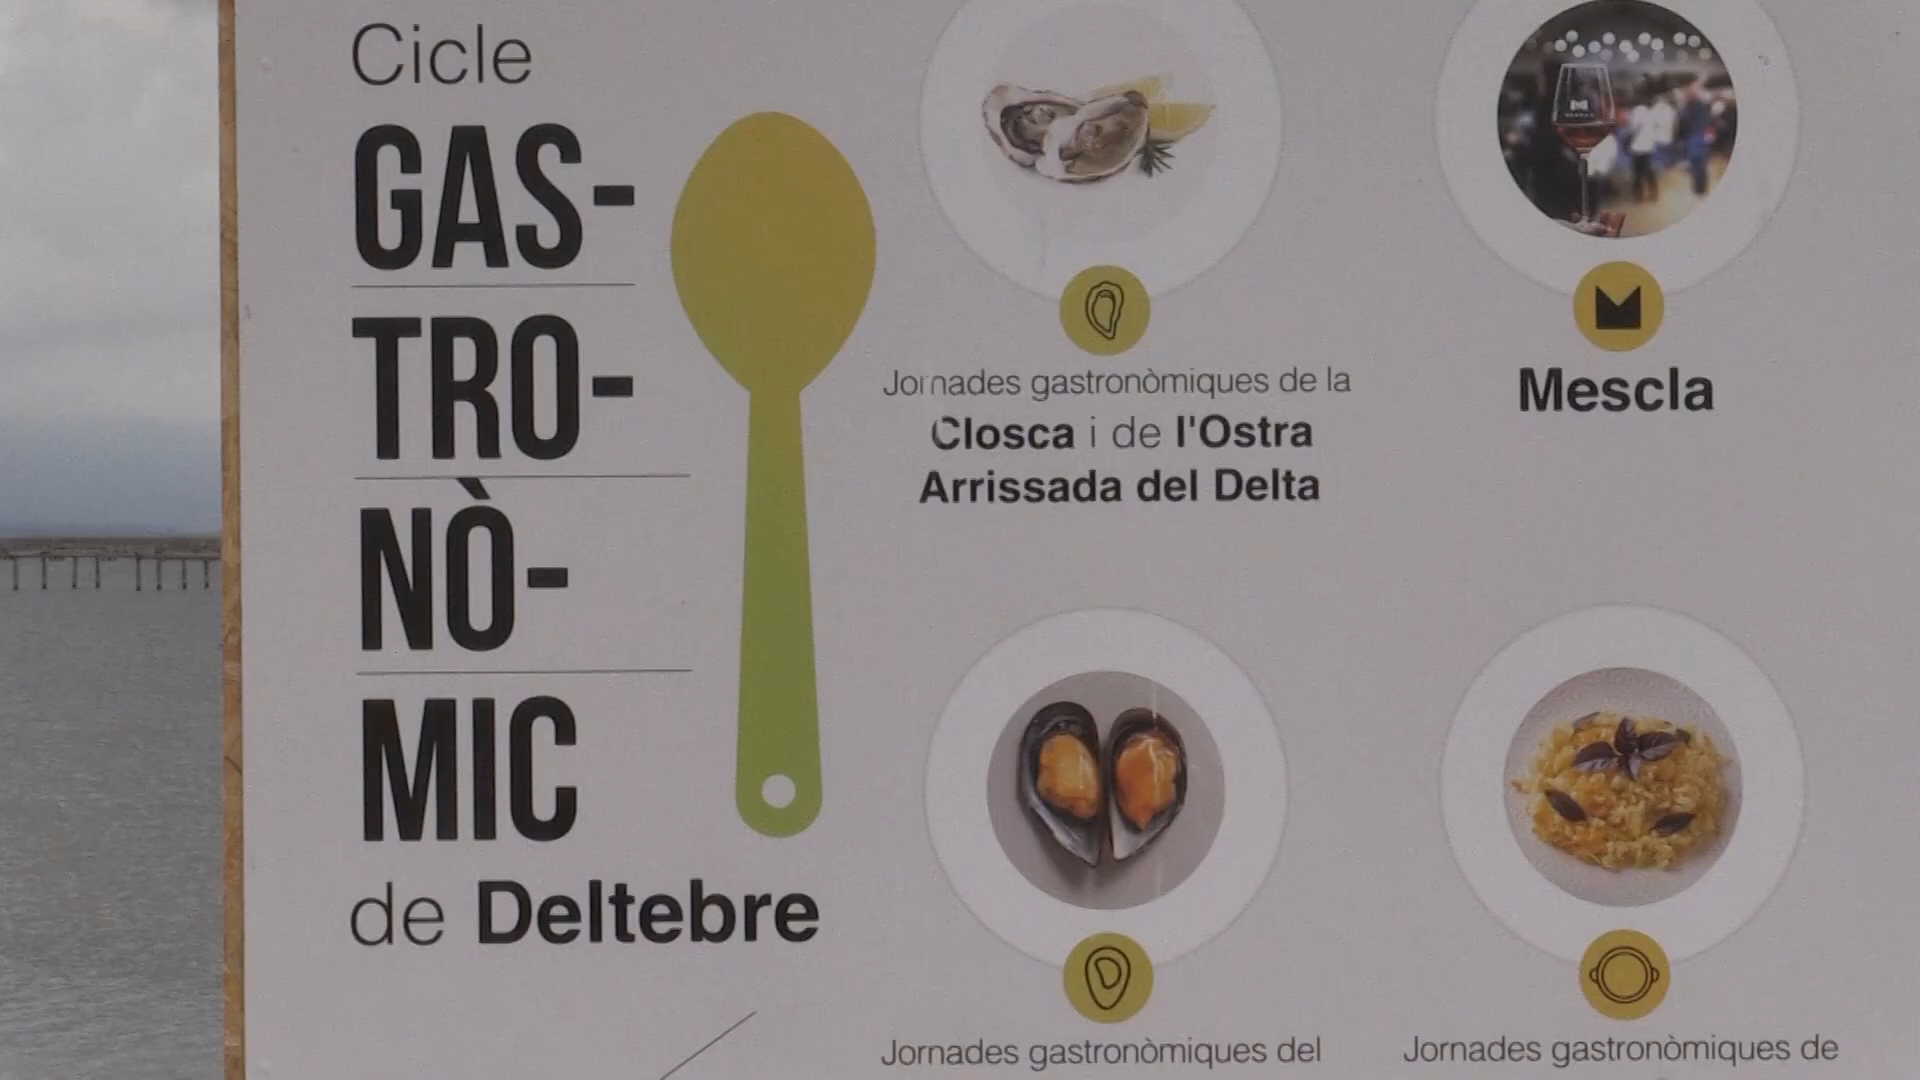 Cicle
GAS-
TRO-
NÒ-
MIC
de Deltebre
Jornades gastronòmiques de la
Closca i de l'Ostra
Arrissada del Delta
Mescla
Jornades gastronòmiques del
Jornades gastronòmiques de